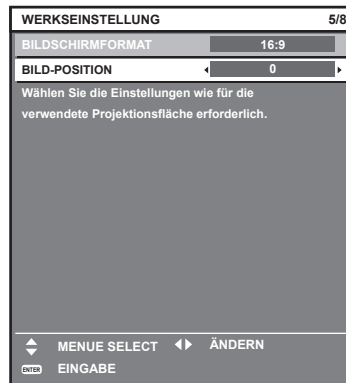 WERKSEINSTELLUNG 5/8
BILDSCHIRMFORMAT 16:9
BILD-POSITION 0
Wählen Sie die Einstellungen wie für die
verwendete Projektionsfläche erforderlich.
MENUE SELECT ÄNDERN
ENTER EINGABE